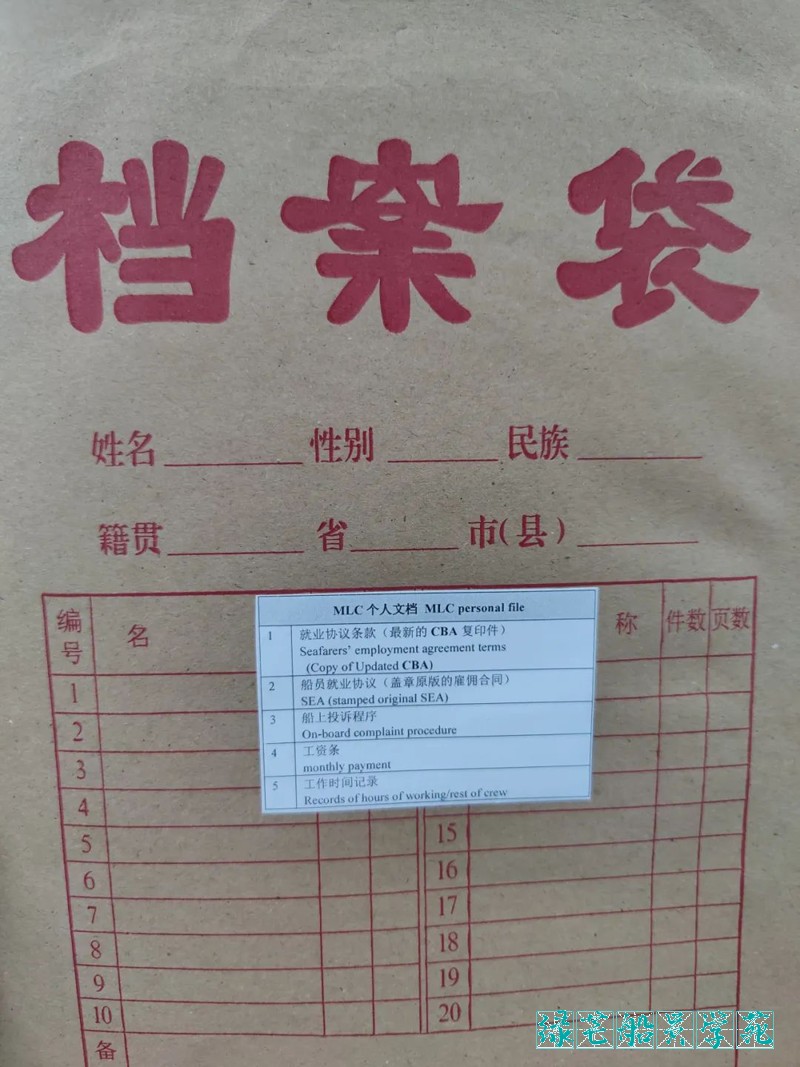 档案袋
姓名 性别 民族
籍贯 省 市(县)
编号 名 称 件数 页数
MLC 个人文档 MLC personal file
1 就业协议条款（最新的 CBA 复印件）
Seafarers' employment agreement terms
(Copy of Updated CBA)
2 船员就业协议（盖章原版的雇佣合同）
SEA (stamped original SEA)
3 船上投诉程序
On-board complaint procedure
4 工资条
monthly payment
5 工作时间记录
Records of hours of working/rest of crew
1
2
3
4
5 15
6 16
7 17
8 18
9 19
10 20
备
绿芒船员学苑